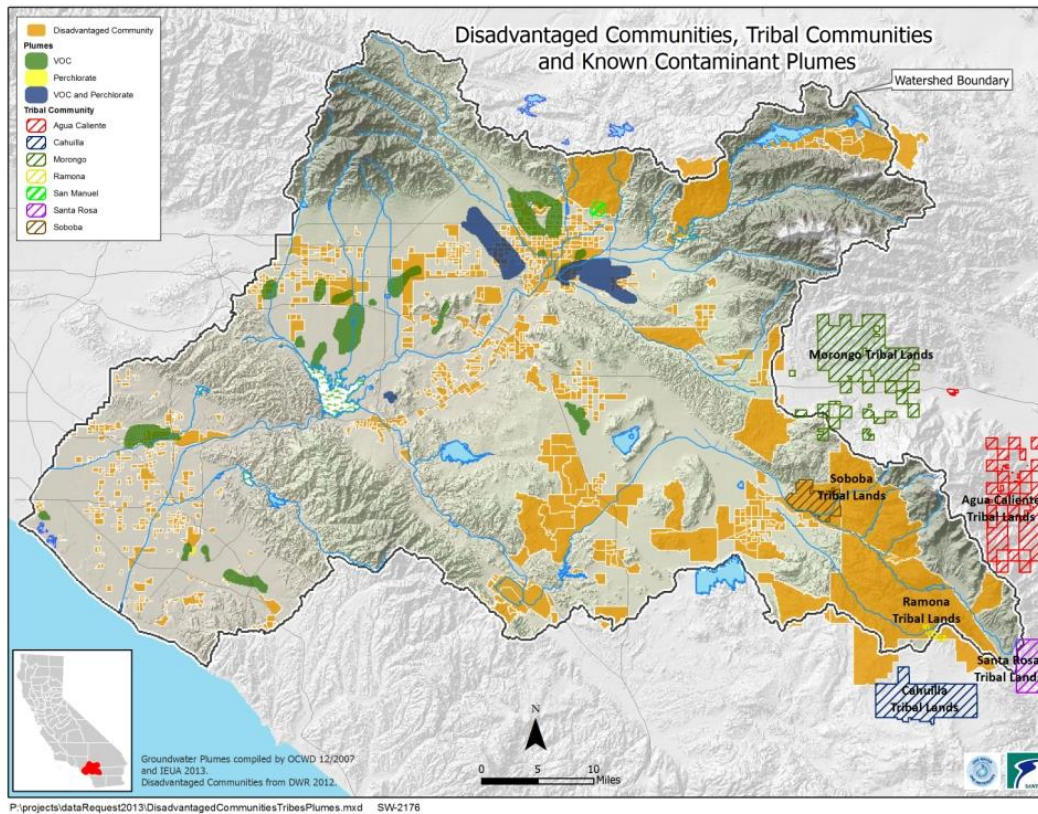 Disadvantaged Communities, Tribal Communities
and Known Contaminant Plumes
Disadvantaged Community
Plumes
VOC
Perchlorate
VOC and Perchlorate
Tribal Community
Agua Caliente
Cahuilla
Morongo
Ramona
San Manuel
Santa Rosa
Soboba
Watershed Boundary
Morongo Tribal Lands
Soboba
Tribal Lands
Agua Caliente
Tribal Lands
Ramona
Tribal Lands
Santa Rosa
Tribal Land
Cahuilla
Tribal Lands
N
0 5 10
Miles
Groundwater Plumes compiled by OCWD 12/2007
and IEUA 2013.
Disadvantaged Communities from DWR 2012.
P:\projects\dataRequest2013\DisadvantagedCommunitiesTribesPlumes.mxd SW-2176